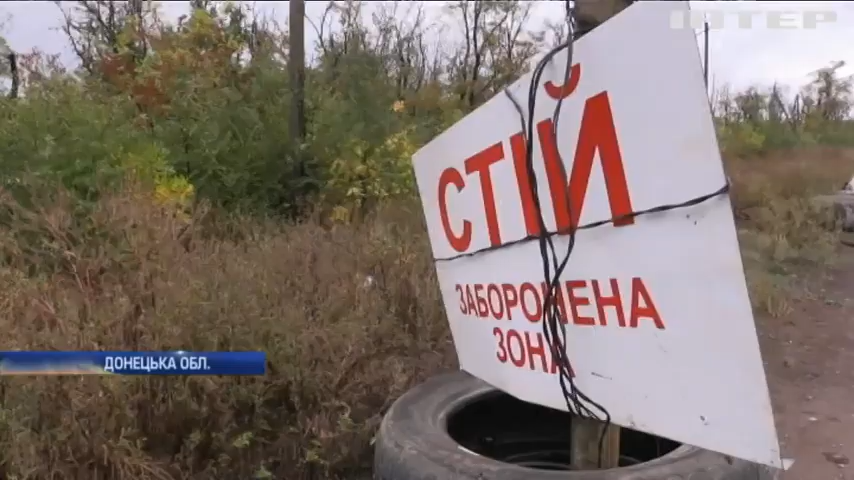 ІНТЕР
СТІЙ
ЗАБОРОНЕНА
ЗОНА
ДОНЕЦЬКА ОБЛ.